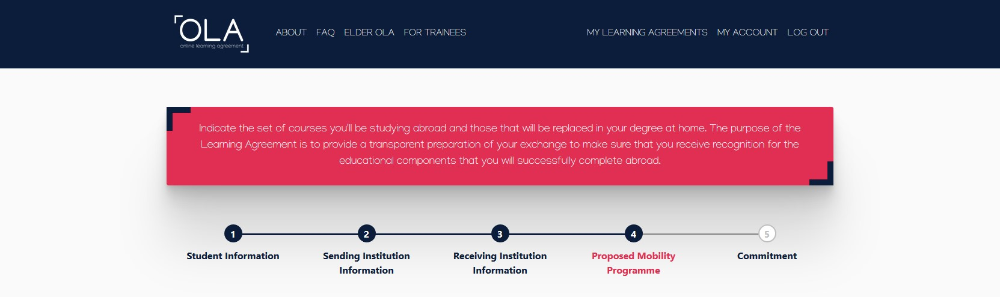 OLA
online learning agreement
ABOUT FAQ ELDER OLA FOR TRAINEES MY LEARNING AGREEMENTS MY ACCOUNT LOG OUT
Indicate the set of courses you'll be studying abroad and those that will be replaced in your degree at home. The purpose of the
Learning Agreement is to provide a transparent preparation of your exchange to make sure that you receive recognition for the
educational components that you will successfully complete abroad.
1 2 3 4 5
Student Information Sending Institution Receiving Institution Proposed Mobility Commitment
Information Information Programme